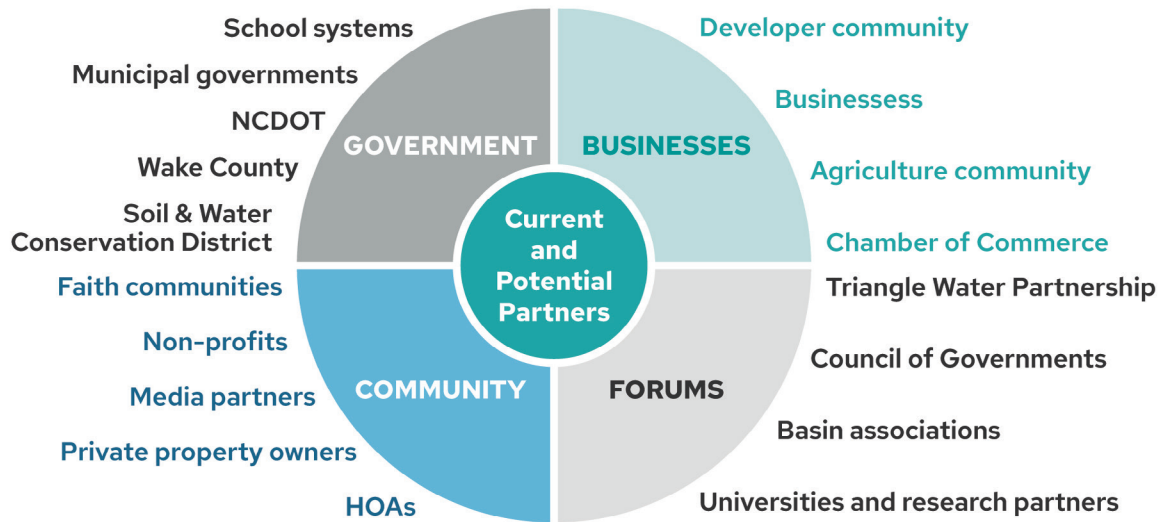 School systems
Municipal governments
NCDOT
Wake County
Soil & Water
Conservation District
GOVERNMENT
Developer community
Businessess
Agriculture community
Chamber of Commerce
BUSINESSES
Current
and
Potential
Partners
Faith communities
Non-profits
Media partners
Private property owners
HOAs
COMMUNITY
Triangle Water Partnership
Council of Governments
Basin associations
Universities and research partners
FORUMS